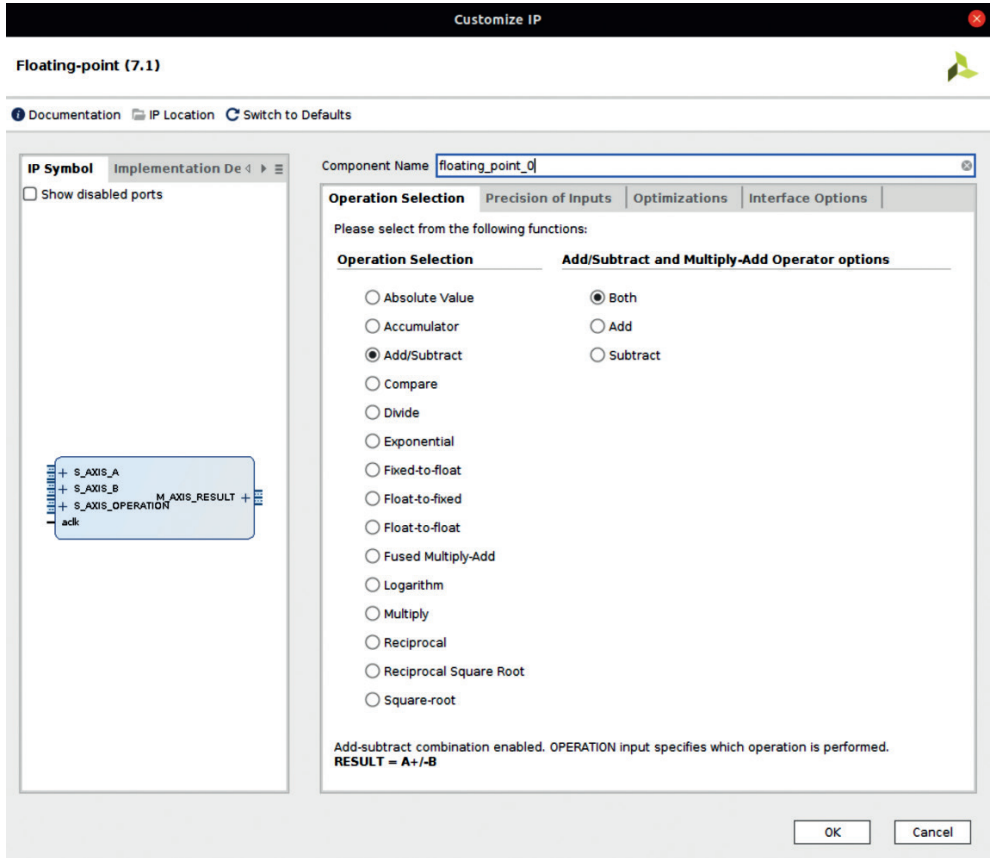 Customize IP
Floating-point (7.1)
Documentation IP Location Switch to Defaults
IP Symbol Implementation De
Show disabled ports
S_AXIS_A
S_AXIS_B
S_AXIS_OPERATION
aclk
M_AXIS_RESULT
Component Name floating_point_0
Operation Selection Precision of Inputs Optimizations Interface Options
Please select from the following functions:
Operation Selection
Absolute Value
Accumulator
Add/Subtract
Compare
Divide
Exponential
Fixed-to-float
Float-to-fixed
Float-to-float
Fused Multiply-Add
Logarithm
Multiply
Reciprocal
Reciprocal Square Root
Square-root
Add/Subtract and Multiply-Add Operator options
Both
Add
Subtract
Add-subtract combination enabled. OPERATION input specifies which operation is performed.
RESULT = A+/-B
OK Cancel